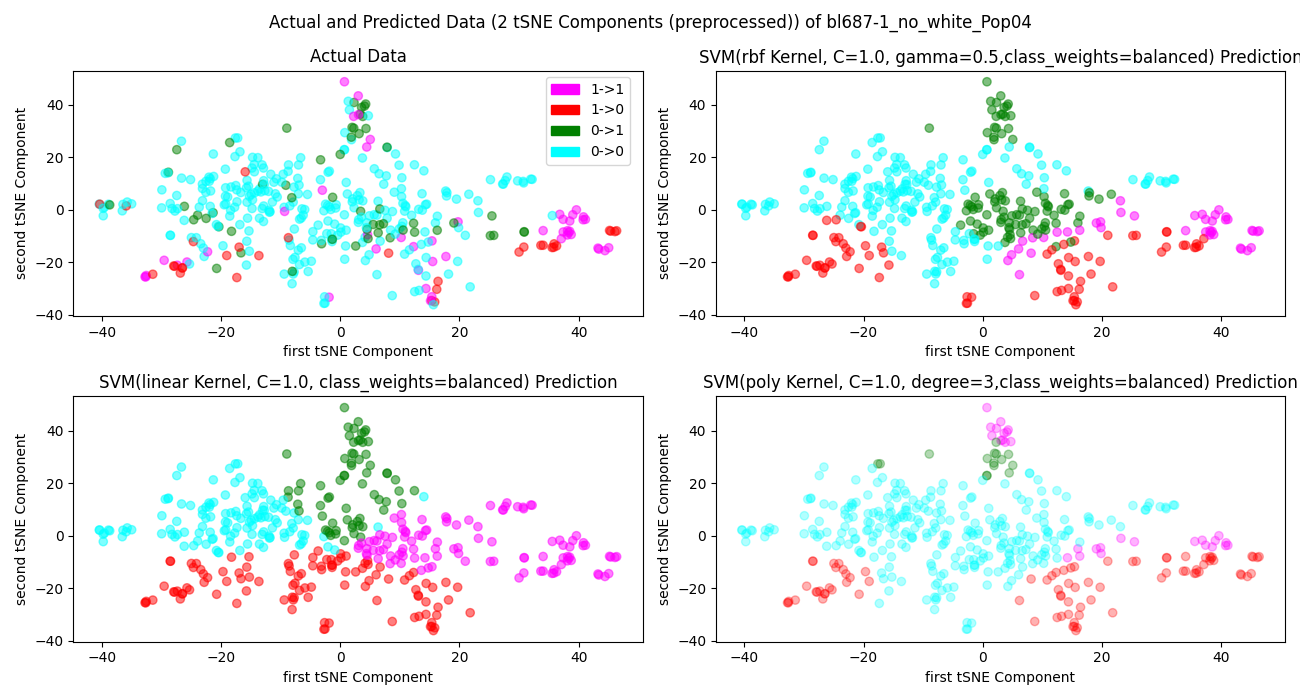 Actual and Predicted Data (2 tSNE Components (preprocessed)) of bl687-1_no_white_Pop04
Actual Data
second tSNE Component
40
20
0
−20
−40
1->1
1->0
0->1
0->0
−40 −20 0 20 40
first tSNE Component
SVM(rbf Kernel, C=1.0, gamma=0.5,class_weights=balanced) Prediction
second tSNE Component
40
20
0
−20
−40
−40 −20 0 20 40
first tSNE Component
SVM(linear Kernel, C=1.0, class_weights=balanced) Prediction
second tSNE Component
40
20
0
−20
−40
−40 −20 0 20 40
first tSNE Component
SVM(poly Kernel, C=1.0, degree=3,class_weights=balanced) Prediction
second tSNE Component
40
20
0
−20
−40
−40 −20 0 20 40
first tSNE Component